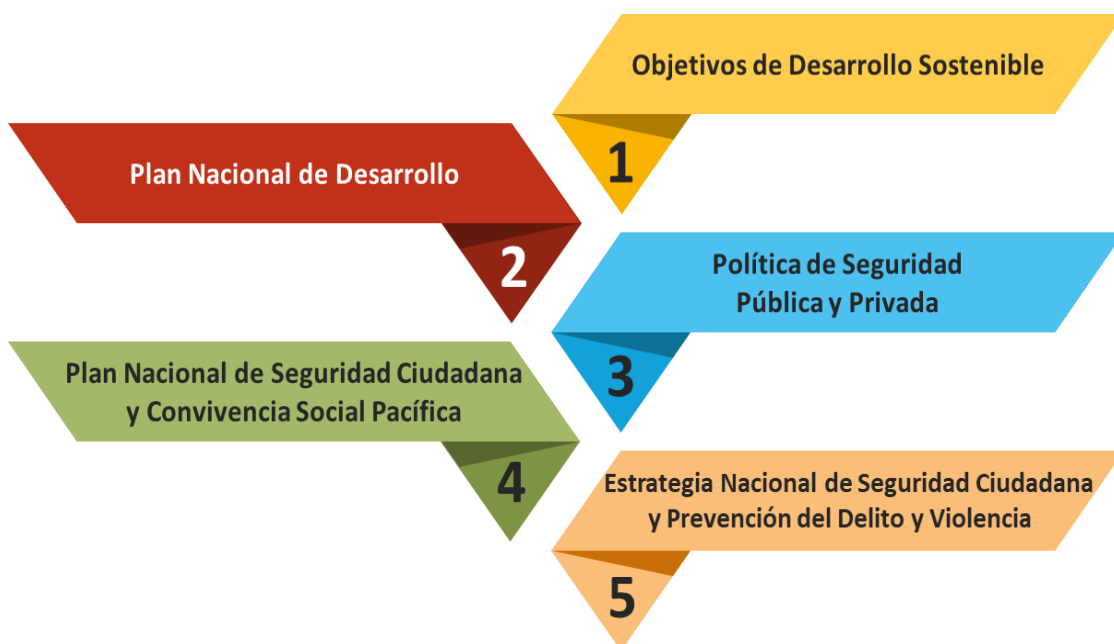 Objetivos de Desarrollo Sostenible
1
Plan Nacional de Desarrollo
2
Política de Seguridad
Pública y Privada
3
Plan Nacional de Seguridad Ciudadana
y Convivencia Social Pacífica
4
Estrategia Nacional de Seguridad Ciudadana
y Prevención del Delito y Violencia
5